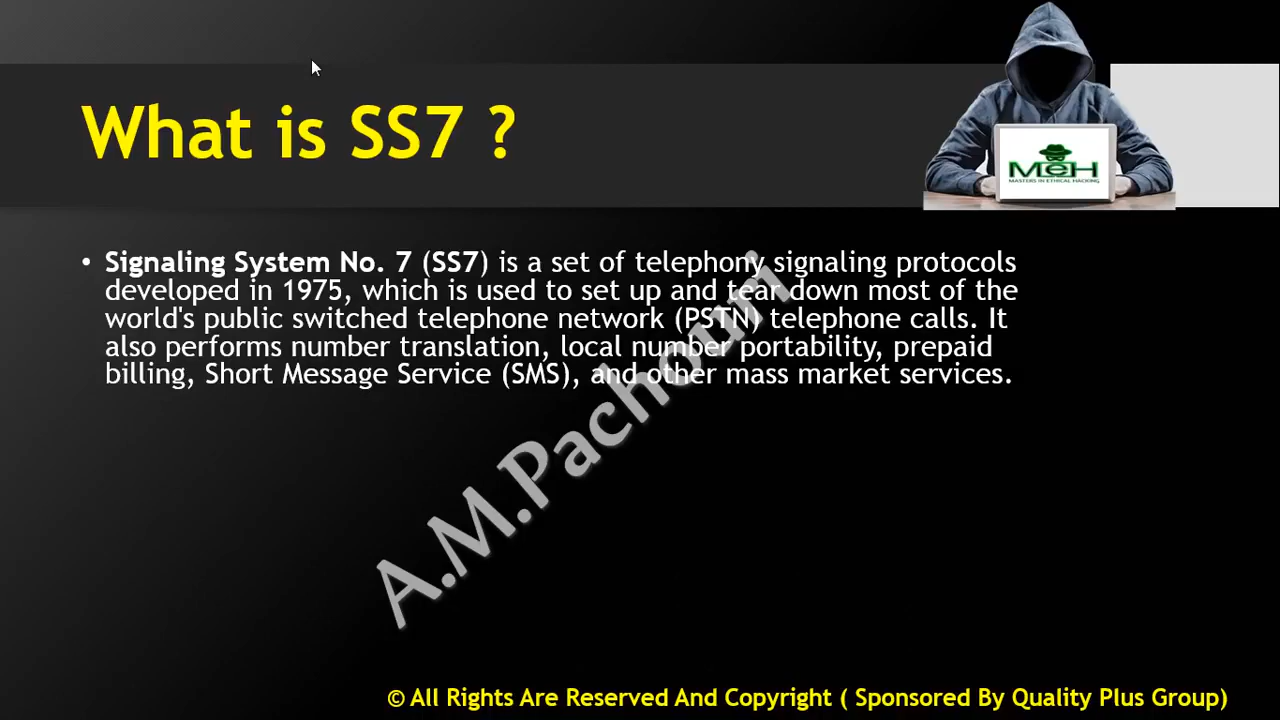 What is SS7 ?
MeH
MASTERS IN ETHICAL HACKING
• Signaling System No. 7 (SS7) is a set of telephony signaling protocols
developed in 1975, which is used to set up and tear down most of the
world's public switched telephone network (PSTN) telephone calls. It
also performs number translation, local number portability, prepaid
billing, Short Message Service (SMS), and other mass market services.
A.M.Pachouri
© All Rights Are Reserved And Copyright ( Sponsored By Quality Plus Group)